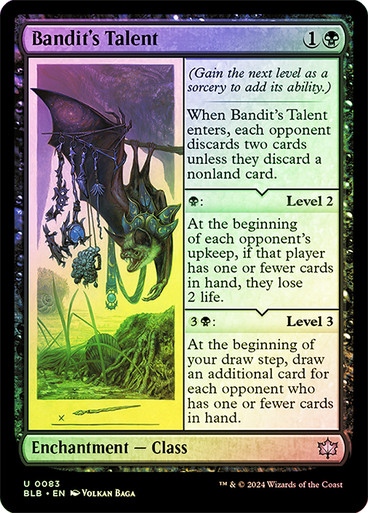 Bandit's Talent 1
(Gain the next level as a
sorcery to add its ability.)
When Bandit's Talent
enters, each opponent
discards two cards
unless they discard a
nonland card.
: Level 2
At the beginning
of each opponent's
upkeep, if that player
has one or fewer cards
in hand, they lose
2 life.
3 : Level 3
At the beginning of
your draw step, draw
an additional card for
each opponent who
has one or fewer cards
in hand.
Enchantment — Class
U 0083
BLB • EN Volkan Baga
™ & © 2024 Wizards of the Coast